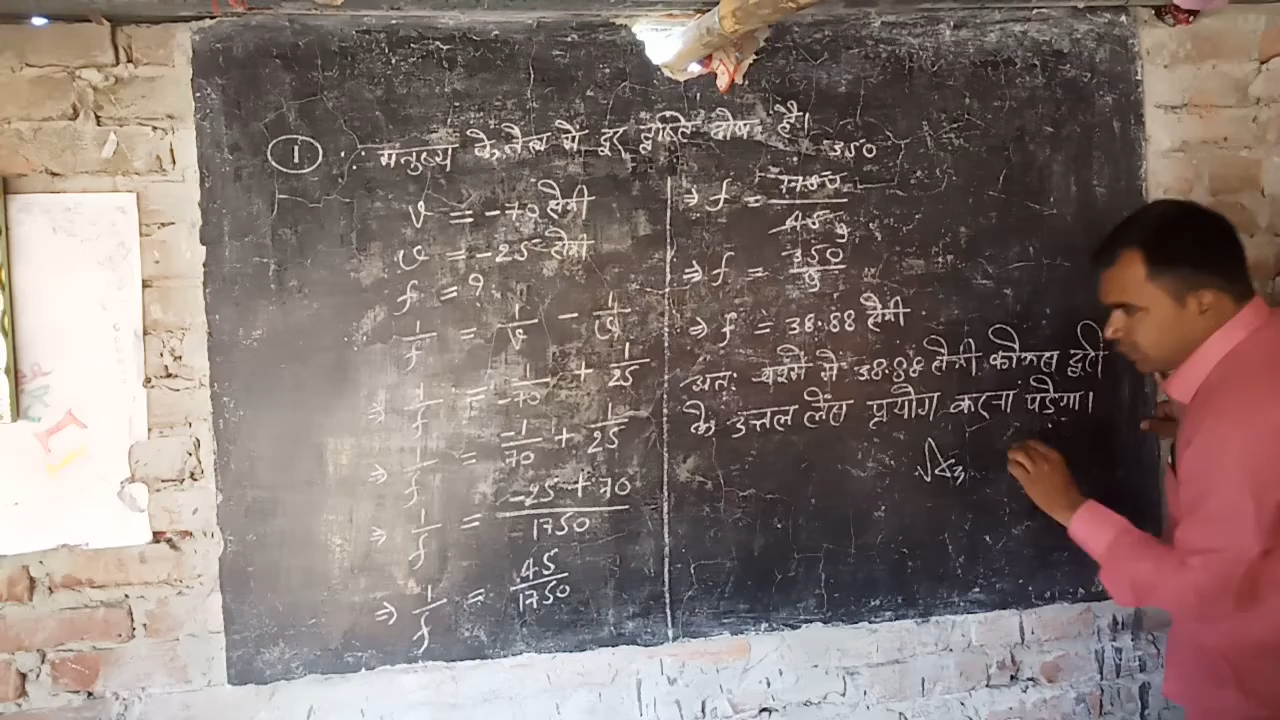 ① ∵ मनुष्य के नेत्र मे दूर दृष्टि दोष है।
v = -70 सेमी
u = -25 सेमी
f = ?
1/f = 1/v - 1/u
⇒ 1/f = 1/-70 + 1/25
⇒ 1/f = -1/70 + 1/25
⇒ 1/f = -25 + 70/1750
⇒ 1/f = 45/1750
350
⇒ f = 1750/45
9
⇒ f = 350/9
⇒ f = 38.88 सेमी
अतः चश्में मे 38.88 सेमी फोकस दूरी
के उत्तल लेंस प्रयोग करना पड़ेगा।